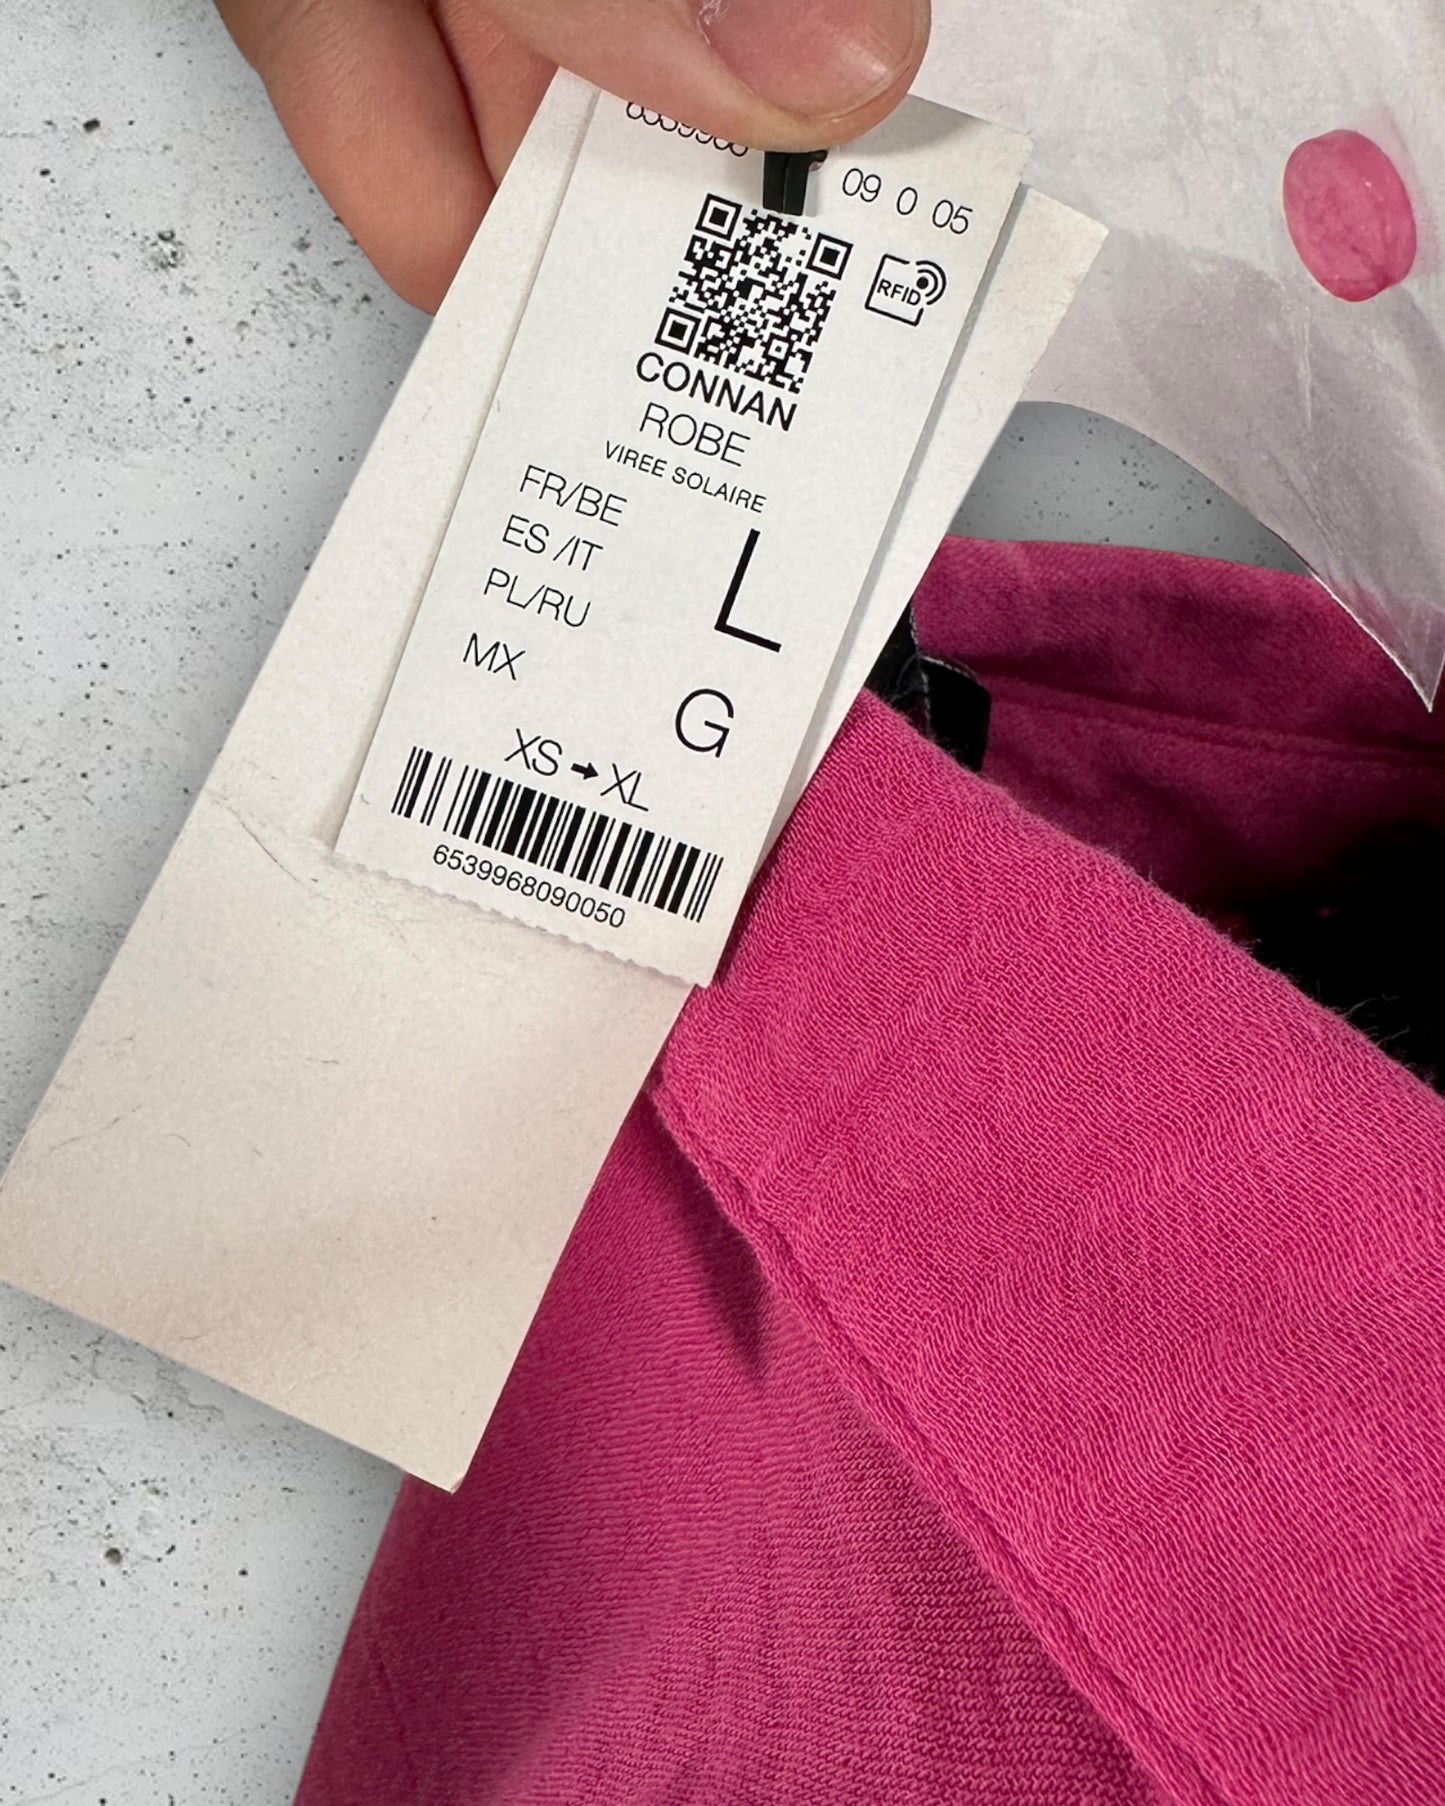 09 0 05
RFID
CONNAN
ROBE
VIREE SOLAIRE
FR/BE
ES /IT
PL/RU
L
MX
G
XS → XL
6539968090050